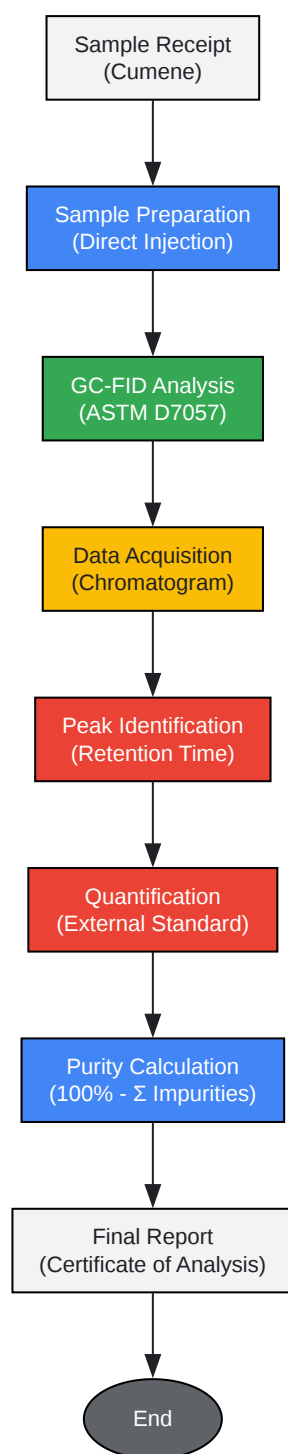 Sample Receipt
(Cumene)
Sample Preparation
(Direct Injection)
GC-FID Analysis
(ASTM D7057)
Data Acquisition
(Chromatogram)
Peak Identification
(Retention Time)
Quantification
(External Standard)
Purity Calculation
(100% - Σ Impurities)
Final Report
(Certificate of Analysis)
End